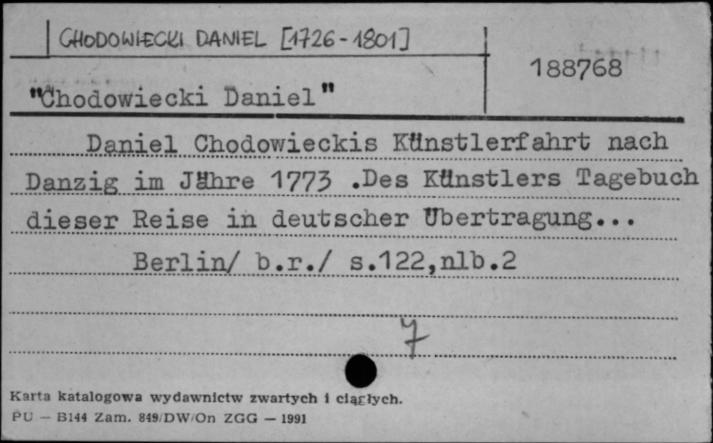 CHODOWIECKI DANIEL [1726-1801]
188768
"Chodowiecki Daniel"
Daniel Chodowieckis Künstlerfahrt nach
Danzig im Jähre 1773 .Des Künstlers Tagebuch
dieser Reise in deutscher Übertragung...
Berlin/ b.r./ s.122,nlb.2
7
Karta katalogowa wydawnictw zwartych i ciągłych.
PU — B144 Zam. 849/DW/On ZGG — 1991